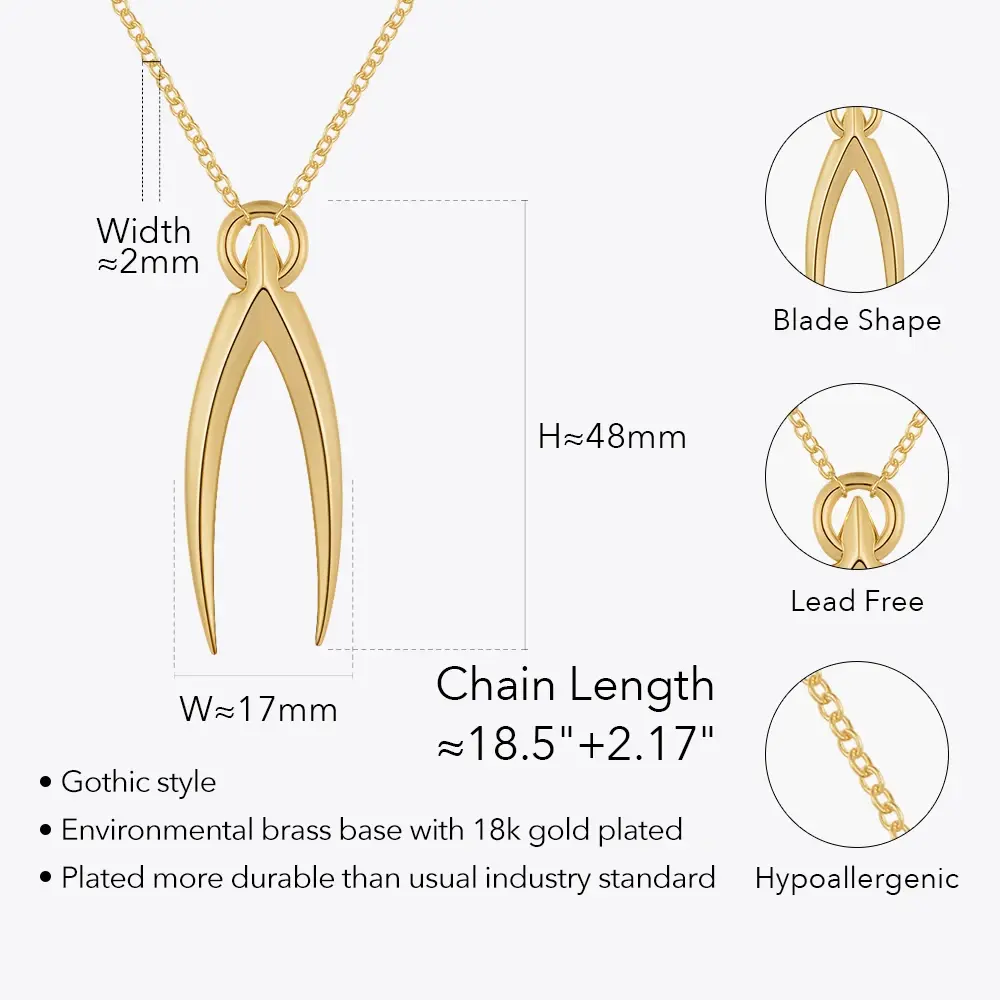 Width
≈2mm
Blade Shape
H≈48mm
Lead Free
W≈17mm
Chain Length
≈18.5"+2.17"
• Gothic style
• Environmental brass base with 18k gold plated
• Plated more durable than usual industry standard
Hypoallergenic